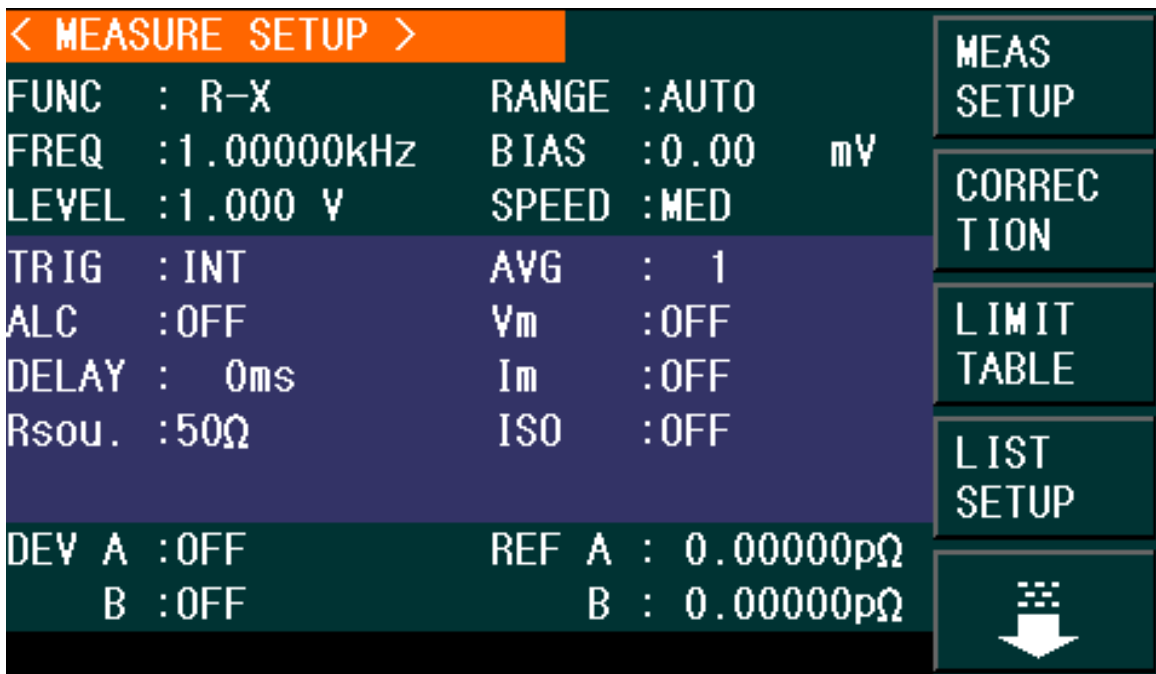 < MEASURE SETUP >
FUNC : R-X RANGE :AUTO
FREQ :1.00000kHz BIAS :0.00 mV
LEVEL :1.000 V SPEED :MED
TRIG :INT AVG : 1
ALC :OFF Vm :OFF
DELAY : 0ms Im :OFF
Rsou. :50Ω ISO :OFF
DEV A :OFF REF A : 0.00000pΩ
B :OFF B : 0.00000pΩ
MEAS
SETUP
CORREC
TION
LIMIT
TABLE
LIST
SETUP